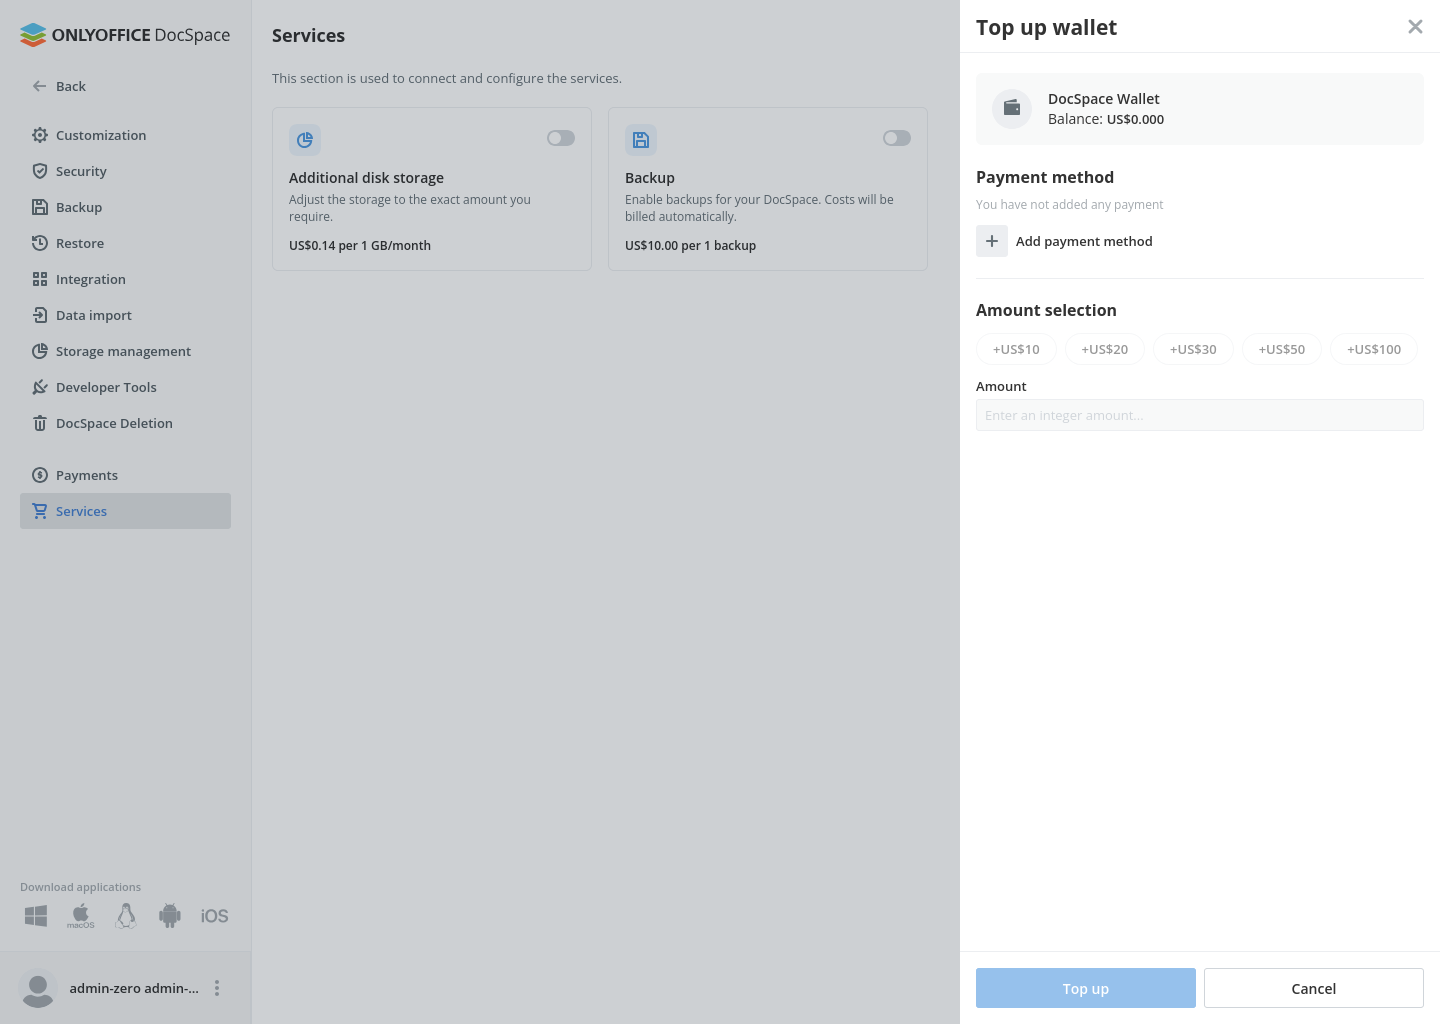 ONLYOFFICE DocSpace
Back
Customization
Security
Backup
Restore
Integration
Data import
Storage management
Developer Tools
DocSpace Deletion
Payments
Services
Download applications
macOS
iOS
admin-zero admin-...
Services
This section is used to connect and configure the services.
Additional disk storage
Adjust the storage to the exact amount you
require.
US$0.14 per 1 GB/month
Backup
Enable backups for your DocSpace. Costs will be
billed automatically.
US$10.00 per 1 backup
Top up wallet
DocSpace Wallet
Balance: US$0.000
Payment method
You have not added any payment
Add payment method
Amount selection
+US$10 +US$20 +US$30 +US$50 +US$100
Amount
Enter an integer amount...
Top up
Cancel